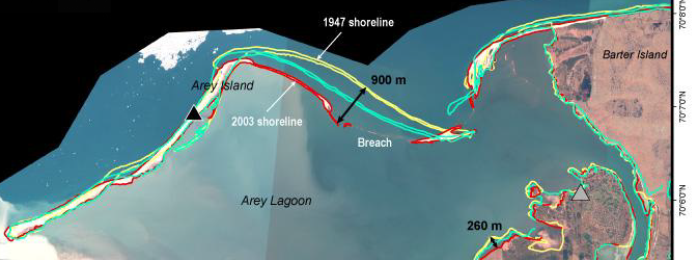 1947 shoreline
70°8'0"N
Barter Island
Arey Island
900 m
70°7'0"N
2003 shoreline
Breach
Arey Lagoon
70°6'0"N
260 m